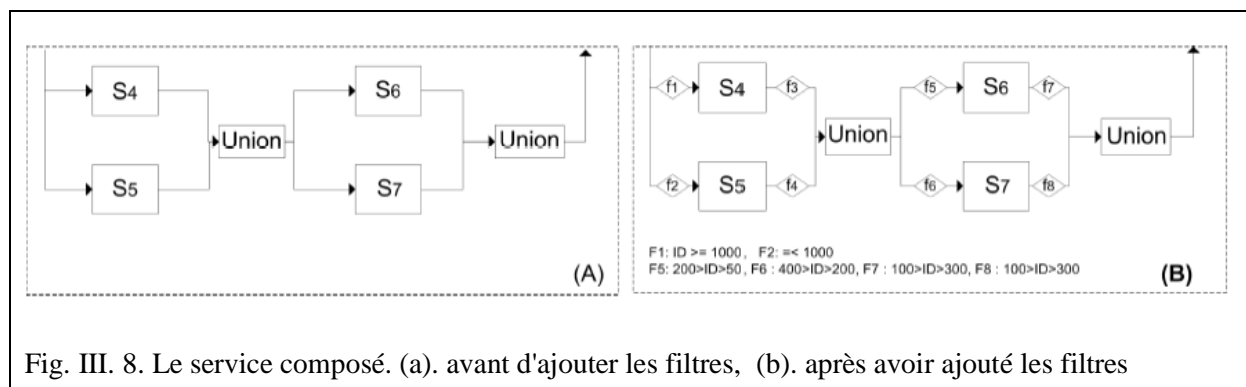 S4
S6
Union
Union
S5
S7
(A)
f1
S4
f3
f5
S6
f7
Union
Union
f2
S5
f4
f6
S7
f8
F1: ID >= 1000, F2: =< 1000
F5: 200>ID>50, F6 : 400>ID>200, F7 : 100>ID>300, F8 : 100>ID>300
(B)
Fig. III. 8. Le service composé. (a). avant d'ajouter les filtres, (b). après avoir ajouté les filtres